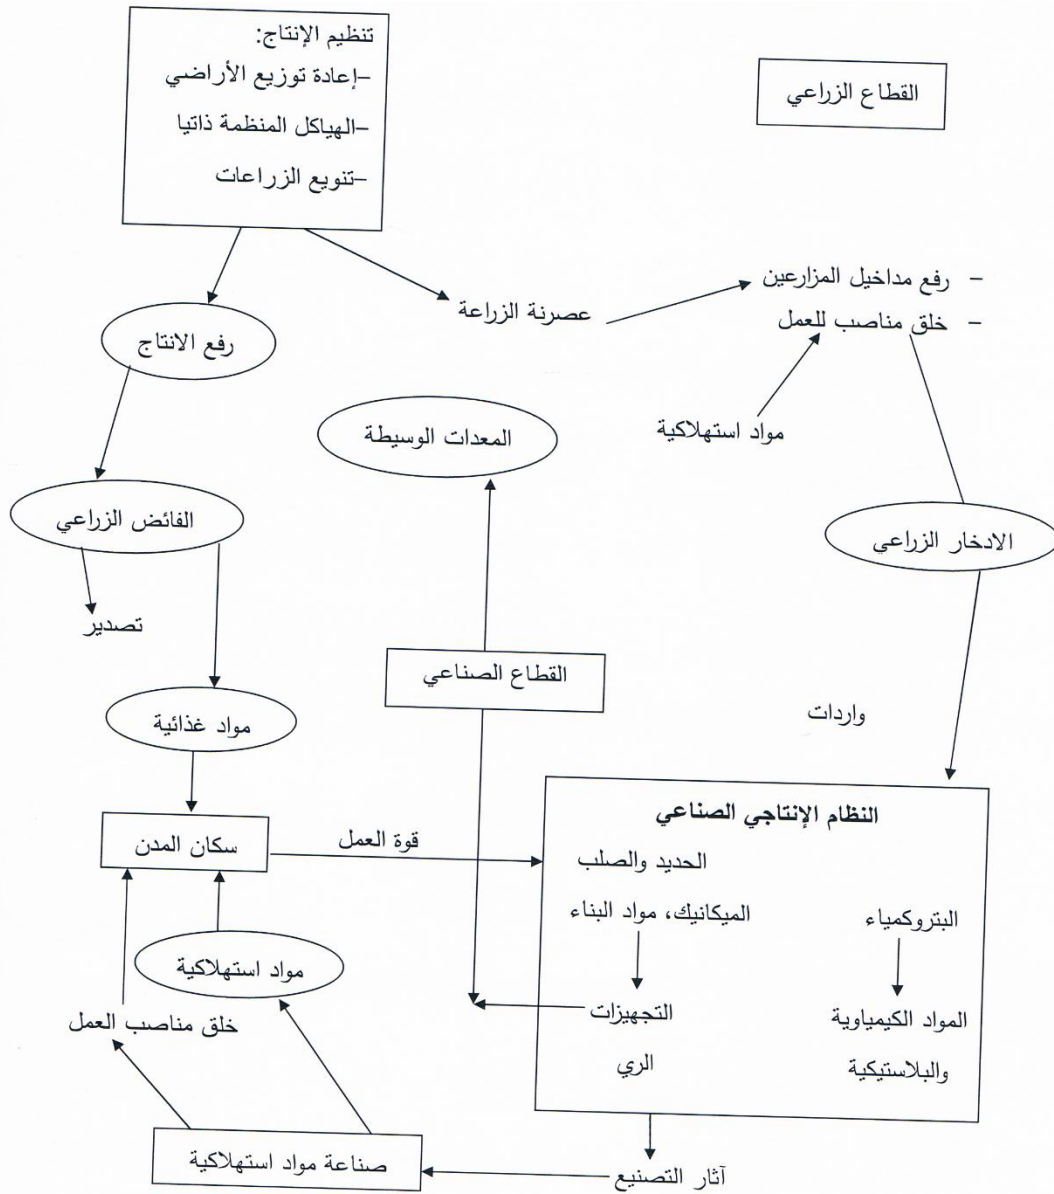 تنظيم الإنتاج:
–إعادة توزيع الأراضي
–الهياكل المنظمة ذاتيا
–تنويع الزراعات
القطاع الزراعي
– رفع مداخيل المزارعين
– خلق مناصب للعمل
عصرنة الزراعة
رفع الانتاج
المعدات الوسيطة
مواد استهلاكية
الفائض الزراعي
الادخار الزراعي
تصدير
القطاع الصناعي
واردات
مواد غذائية
النظام الإنتاجي الصناعي
سكان المدن
قوة العمل
الحديد والصلب
الميكانيك، مواد البناء
البتروكمياء
مواد استهلاكية
التجهيزات
المواد الكيمياوية
خلق مناصب العمل
الري
والبلاستيكية
صناعة مواد استهلاكية
آثار التصنيع